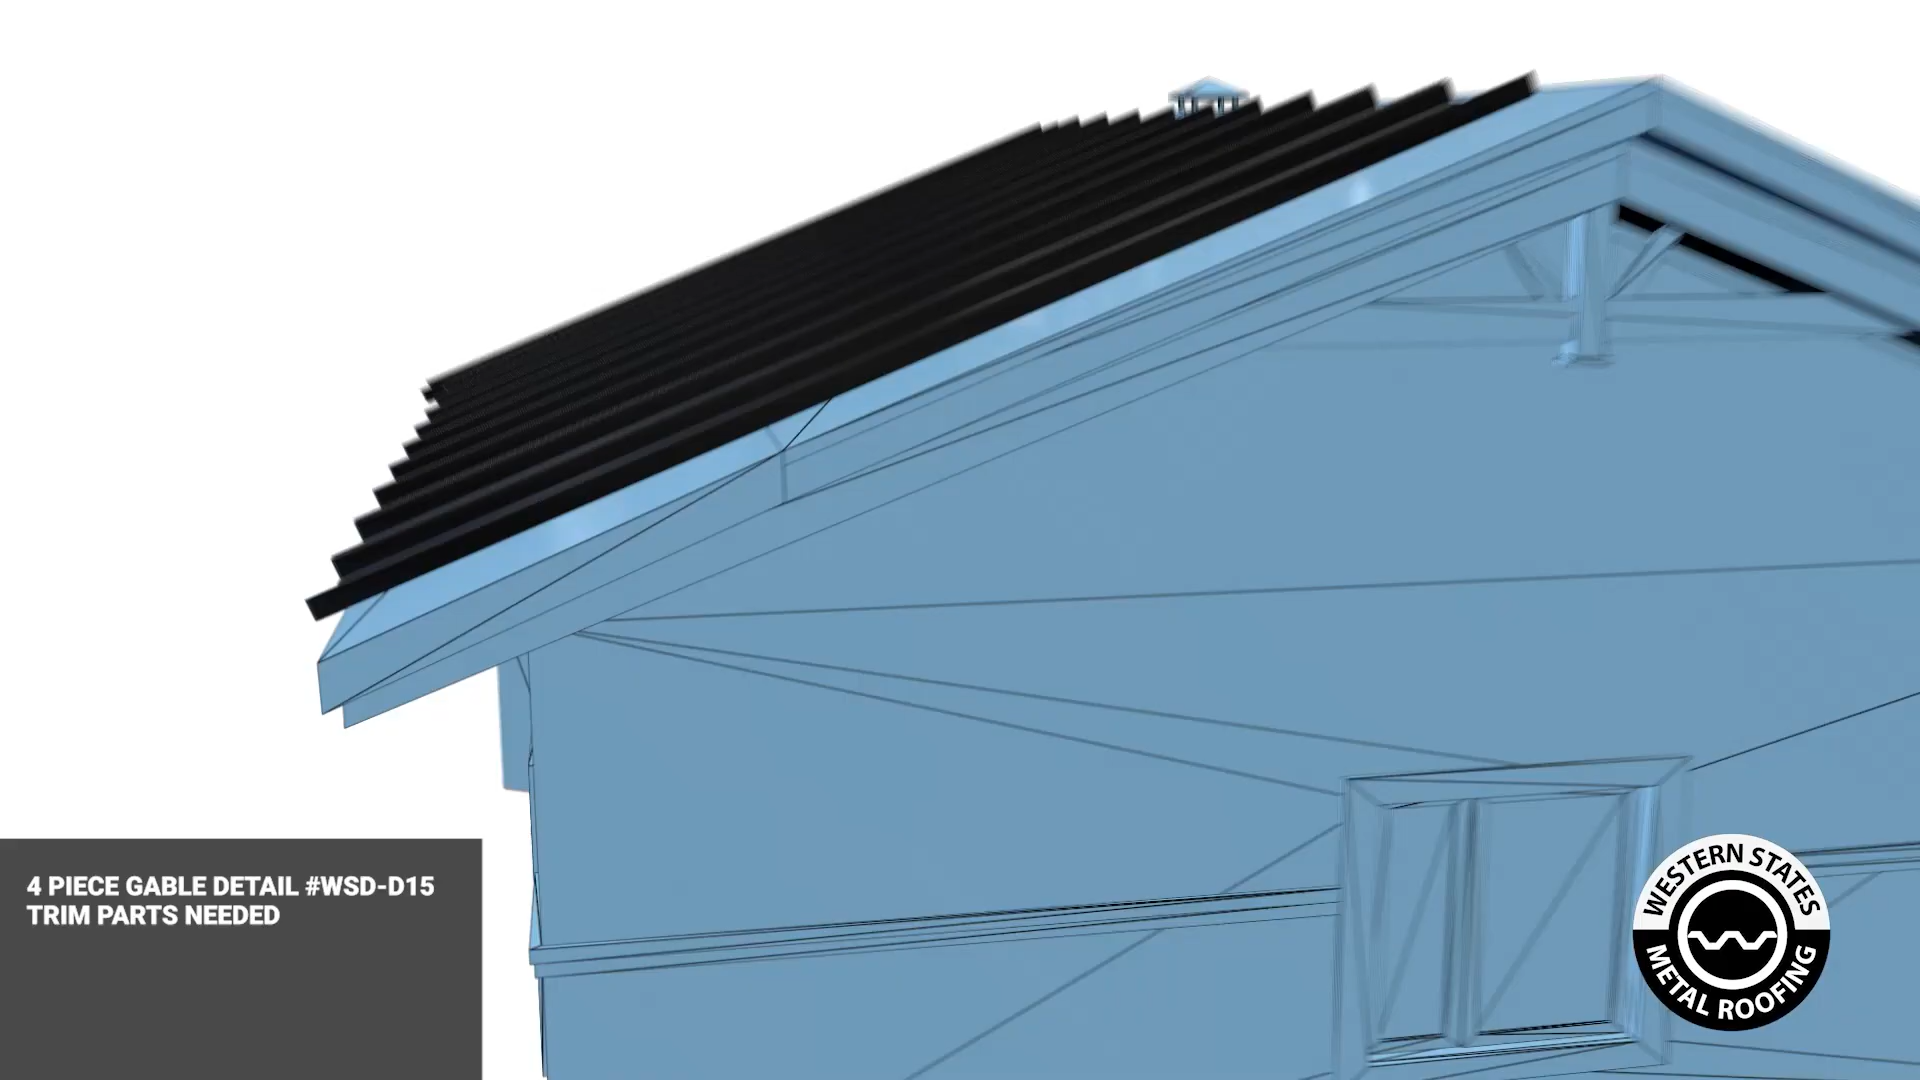 4 PIECE GABLE DETAIL #WSD-D15
TRIM PARTS NEEDED
WESTERN STATES
METAL ROOFING